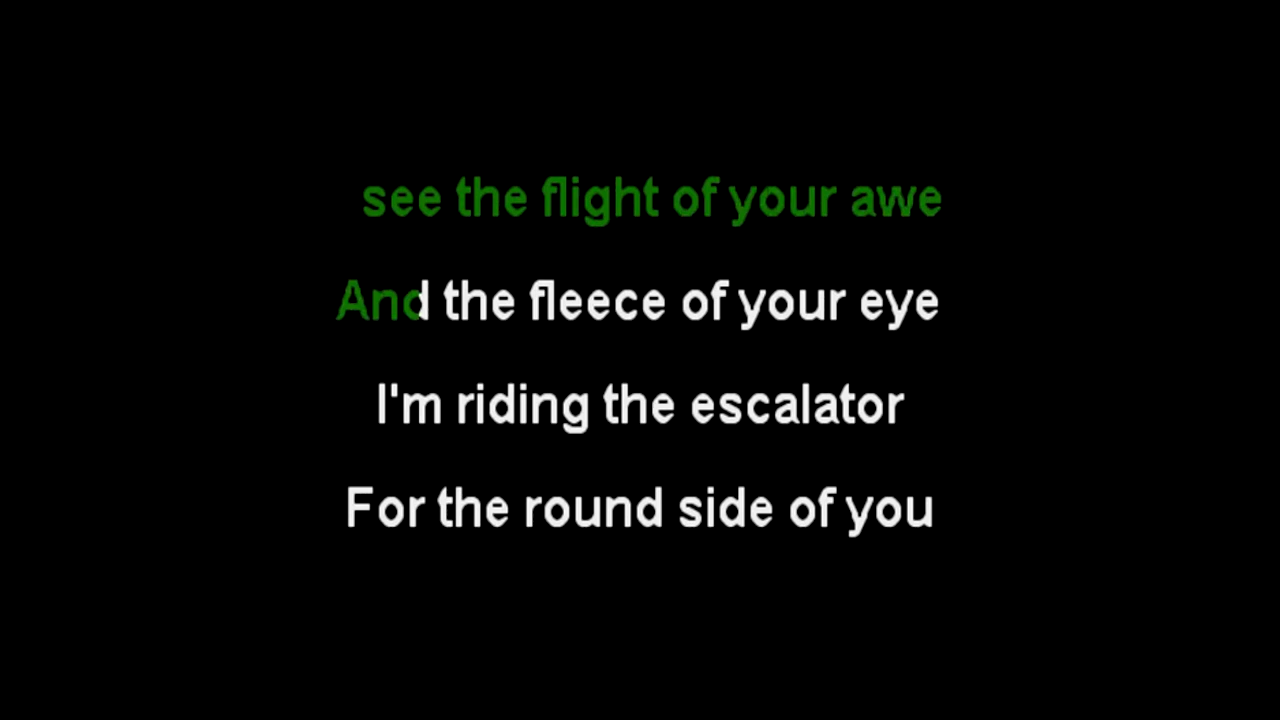 see the flight of your awe
And the fleece of your eye
I'm riding the escalator
For the round side of you